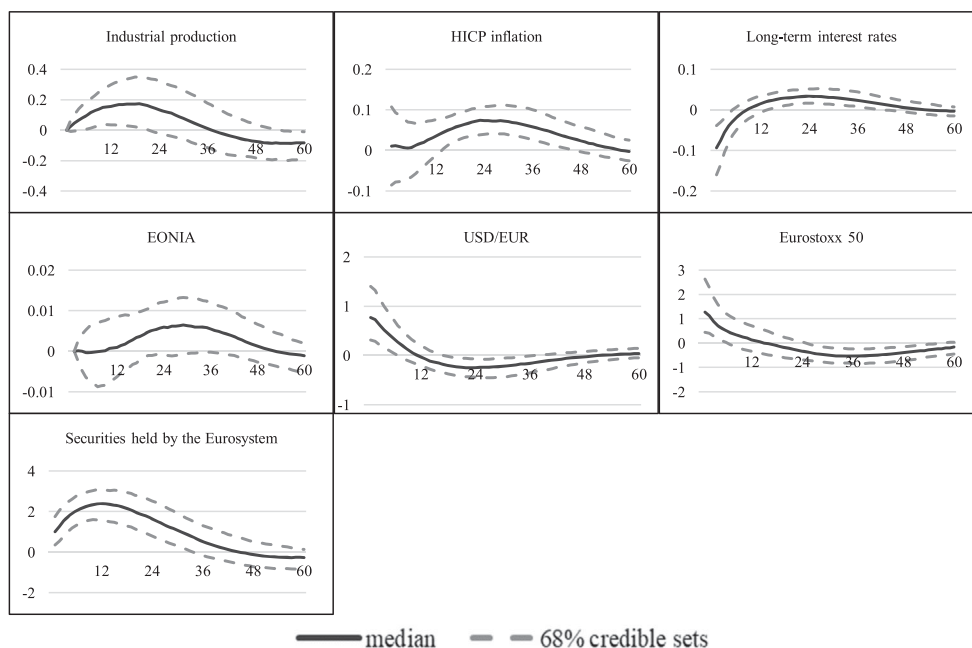 Industrial production
0.4
0.2
0
-0.2
-0.4
12 24 36 48 60
HICP inflation
0.2
0.1
0
-0.1
12 24 36 48 60
Long-term interest rates
0.1
0
-0.1
-0.2
12 24 36 48 60
EONIA
0.02
0.01
0
-0.01
12 24 36 48 60
USD/EUR
2
1
0
-1
12 24 36 48 60
Eurostoxx 50
3
2
1
0
-1
-2
12 24 36 48 60
Securities held by the Eurosystem
4
2
0
-2
12 24 36 48 60
median 68% credible sets